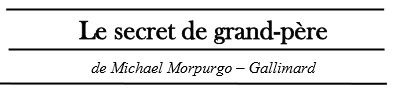 Le secret de grand-père
de Michael Morpurgo – Gallimard